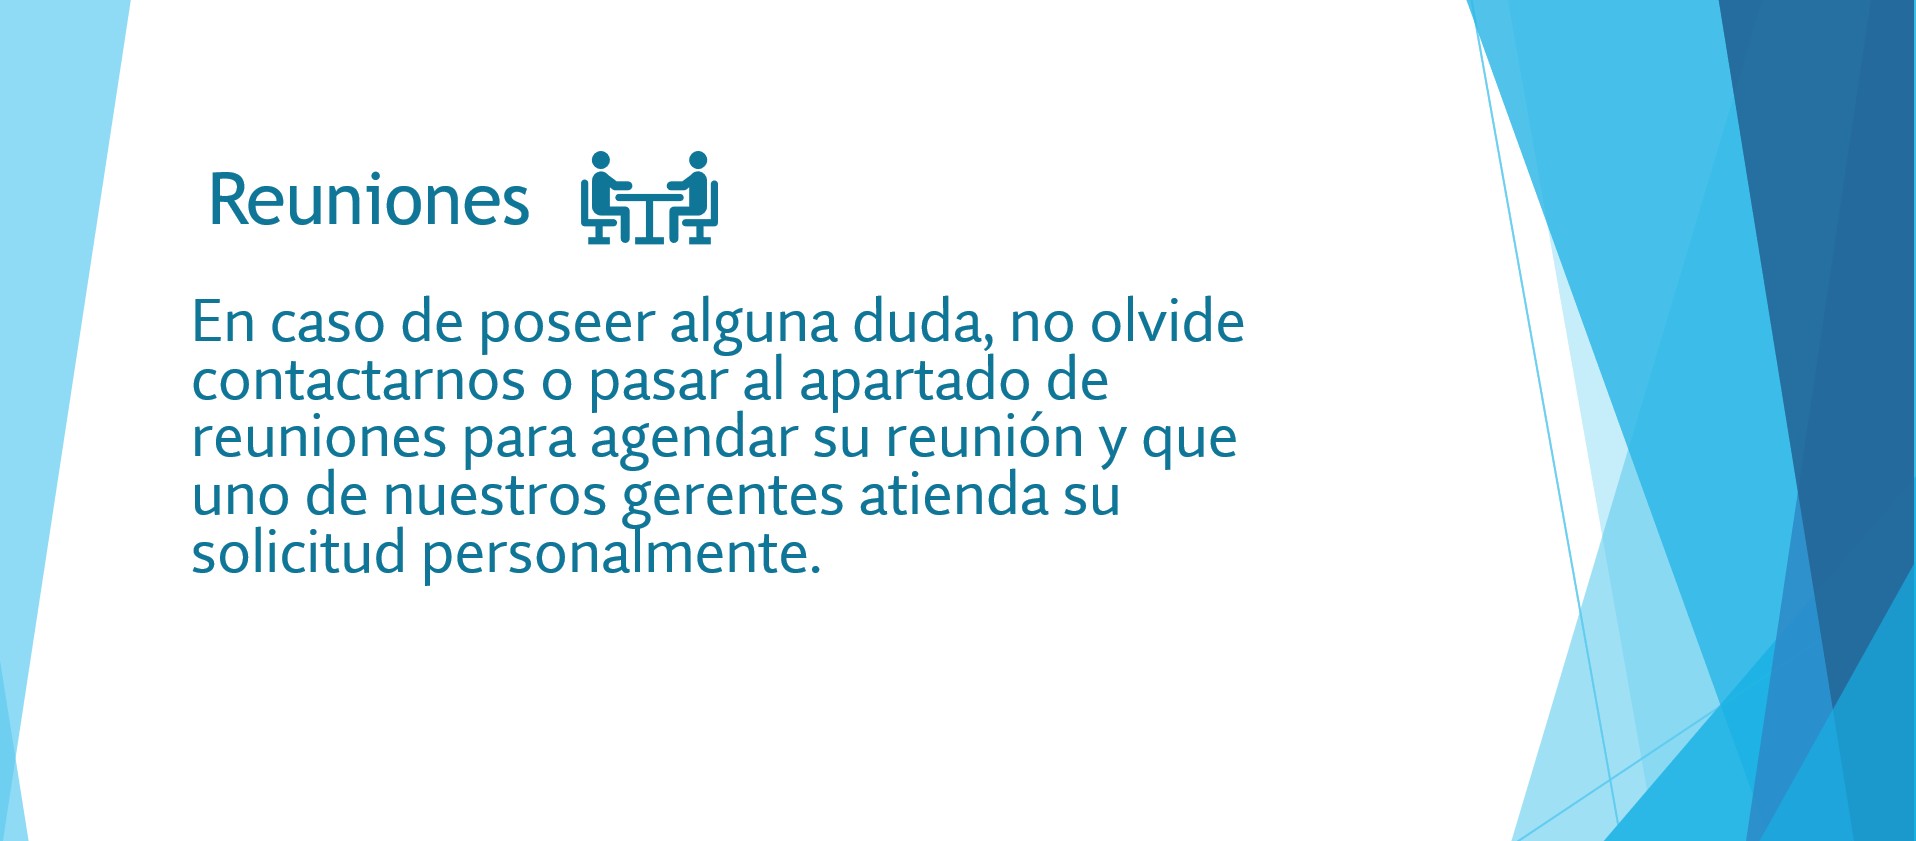 Reuniones
En caso de poseer alguna duda, no olvide
contactarnos o pasar al apartado de
reuniones para agendar su reunión y que
uno de nuestros gerentes atienda su
solicitud personalmente.